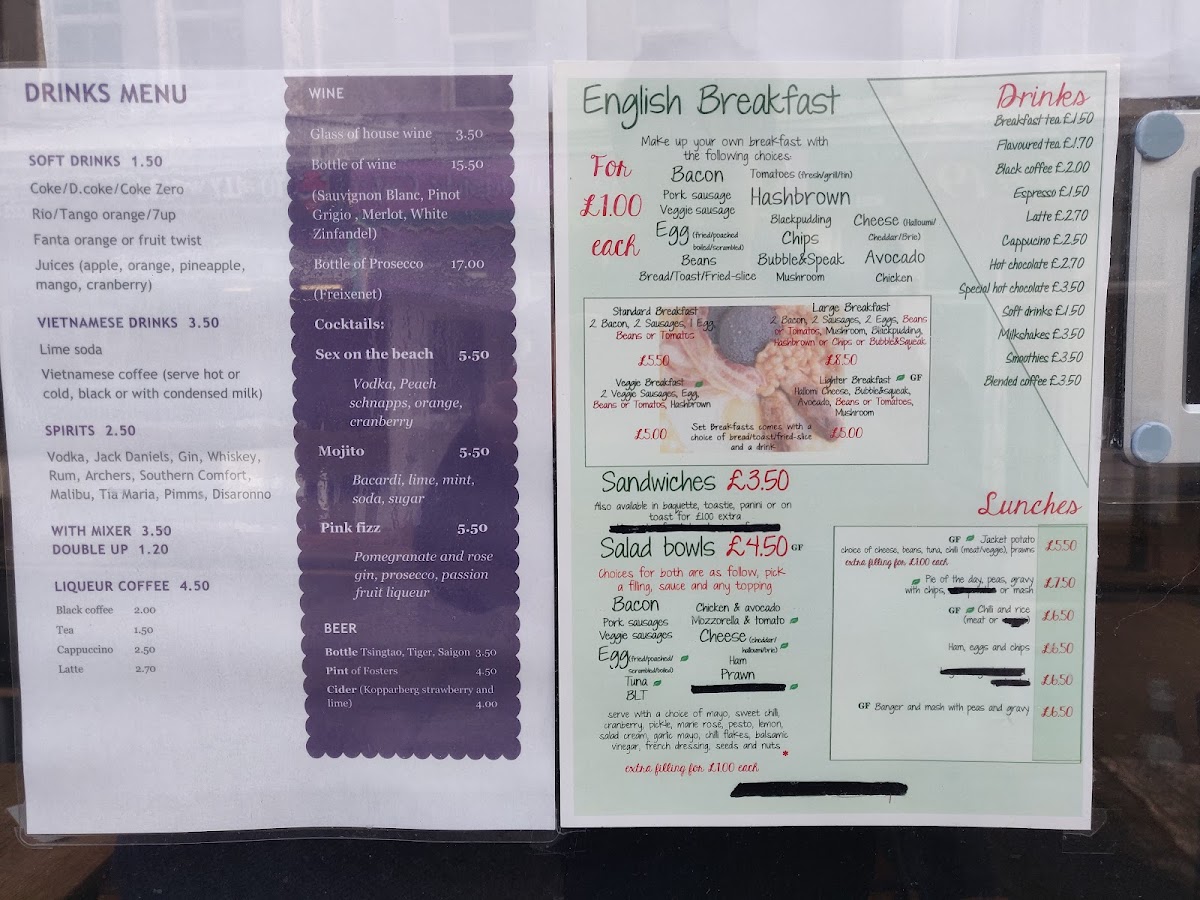 DRINKS MENU
SOFT DRINKS 1.50
Coke/D.coke/Coke Zero
Rio/Tango orange/7up
Fanta orange or fruit twist
Juices (apple, orange, pineapple,
mango, cranberry)
VIETNAMESE DRINKS 3.50
Lime soda
Vietnamese coffee (serve hot or
cold, black or with condensed milk)
SPIRITS 2.50
Vodka, Jack Daniels, Gin, Whiskey,
Rum, Archers, Southern Comfort,
Malibu, Tia Maria, Pimms, Disaronno
WITH MIXER 3.50
DOUBLE UP 1.20
LIQUEUR COFFEE 4.50
Black coffee 2.00
Tea 1.50
Cappuccino 2.50
Latte 2.70
WINE
Glass of house wine 3.50
Bottle of wine 15.50
(Sauvignon Blanc, Pinot
Grigio , Merlot, White
Zinfandel)
Bottle of Prosecco 17.00
(Freixenet)
Cocktails:
Sex on the beach 5.50
Vodka, Peach
schnapps, orange,
cranberry
Mojito 5.50
Bacardi, lime, mint,
soda, sugar
Pink fizz 5.50
Pomegranate and rose
gin, prosecco, passion
fruit liqueur
BEER
Bottle Tsingtao, Tiger, Saigon 3.50
Pint of Fosters 4.50
Cider (Kopparberg strawberry and
lime) 4.00
English Breakfast
Make up your own breakfast with
the following choices:
For
£1.00
each
Bacon
Pork sausage
Veggie sausage
Egg (fried/poached
boiled/scrambled)
Beans
Bread/Toast/Fried-slice
Tomatoes (fresh/grill/tin)
Hashbrown
Blackpudding
Chips
Bubble&Speak
Mushroom
Cheese (Halloumi/
Cheddar/Brie)
Avocado
Chicken
Standard Breakfast
2 Bacon, 2 Sausages, 1 Egg,
Beans or Tomatos
£5.50
Large Breakfast
2 Bacon, 2 Sausages, 2 Eggs, Beans
or Tomatos, Mushroom, Blackpudding,
Hashbrown or Chips or Bubble&Squeak
£8.50
Veggie Breakfast
2 Veggie Sausages, Egg,
Beans or Tomatos, Hashbrown
£5.00
Lighter Breakfast GF
Hallomi Cheese, Bubble&squeak,
Avocado, Beans or Tomatoes,
Mushroom
£5.00
Set Breakfasts comes with a
choice of bread/toast/fried-slice
and a drink
Sandwiches £3.50
Also available in baguette, toastie, panini or on
toast for £1.00 extra
Salad bowls £4.50 GF
Choices for both are as follow, pick
a filling, sauce and any topping
Bacon
Pork sausages
Veggie sausages
Egg (fried/poached/
scrambled/boiled)
Tuna
BLT
Chicken & avocado
Mozzorella & tomato
Cheese (cheddar/
halloumi/brie)
Ham
Prawn
serve with a choice of mayo, sweet chilli,
cranberry, pickle, marie rose, pesto, lemon,
salad cream, garlic mayo, chilli flakes, balsamic
vinegar, french dressing, seeds and nuts
*
extra filling for £1.00 each
Drinks
Breakfast tea £1.50
Flavoured tea £1.70
Black coffee £2.00
Espresso £1.50
Latte £2.70
Cappucino £2.50
Hot chocolate £2.70
Special hot chocolate £3.50
Soft drinks £1.50
Milkshakes £3.50
Smoothies £3.50
Blended coffee £3.50
Lunches
GF Jacket potato
choice of cheese, beans, tuna, chilli (meat/veggie), prawns £5.50
extra filling for £1.00 each
Pie of the day, peas, gravy
with chips, or mash £7.50
GF Chilli and rice
(meat or £6.50
Ham, eggs and chips £6.50
£6.50
GF Banger and mash with peas and gravy £6.50